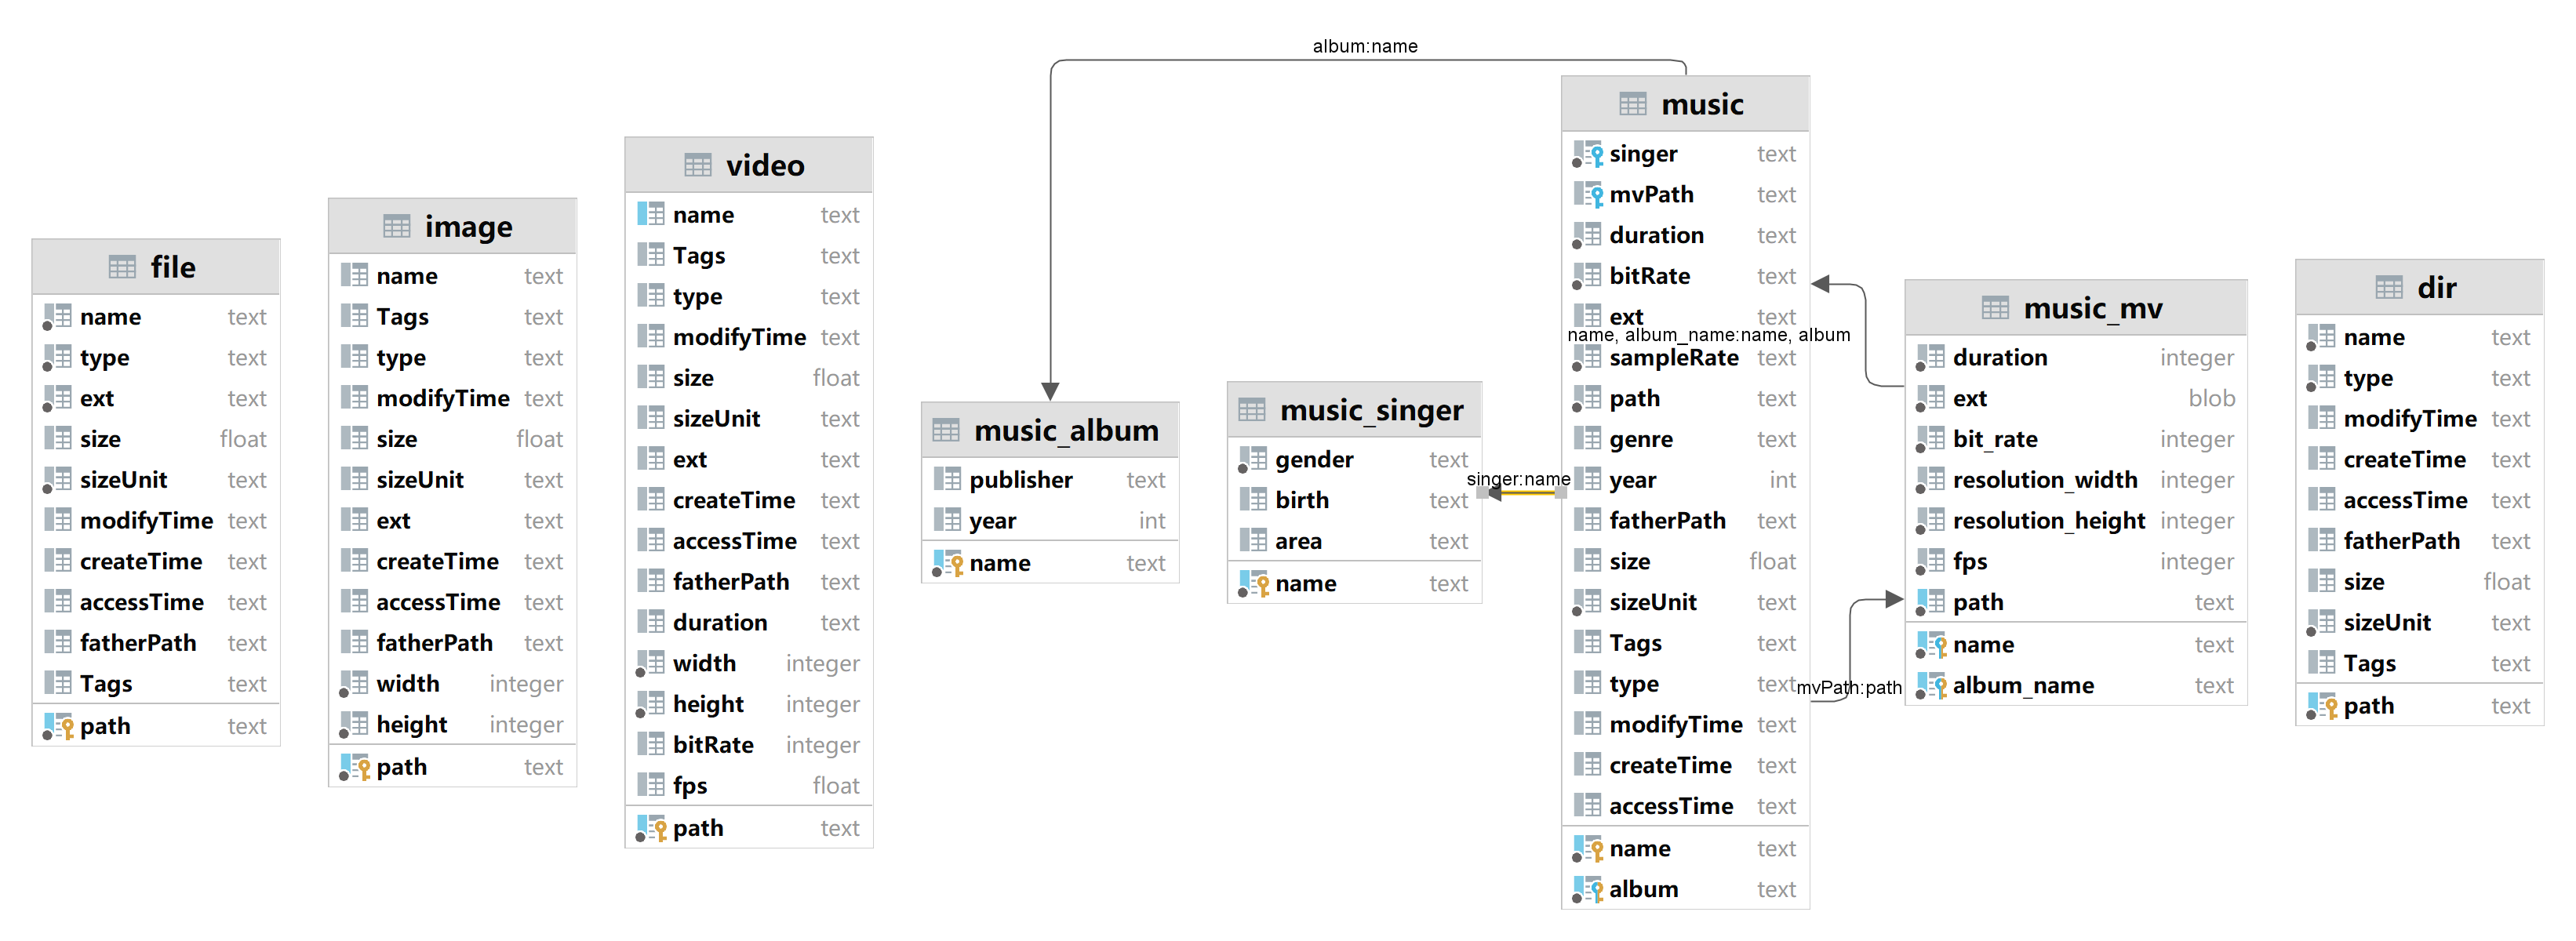 file
name text
type text
ext text
size float
sizeUnit text
modifyTime text
createTime text
accessTime text
fatherPath text
Tags text
path text
image
name text
Tags text
type text
modifyTime text
size float
sizeUnit text
ext text
createTime text
accessTime text
fatherPath text
width integer
height integer
path text
video
name text
Tags text
type text
modifyTime text
size float
sizeUnit text
ext text
createTime text
accessTime text
fatherPath text
duration text
width integer
height integer
bitRate integer
fps float
path text
album:name
music_album
publisher text
year int
name text
music_singer
gender text
birth text
area text
name text
singer:name
music
singer text
mvPath text
duration text
bitRate text
ext text
name, album_name:name, album
sampleRate text
path text
genre text
year int
fatherPath text
size float
sizeUnit text
Tags text
type text
modifyTime text
createTime text
accessTime text
name text
album text
mvPath:path
music_mv
duration integer
ext blob
bit_rate integer
resolution_width integer
resolution_height integer
fps integer
path text
name text
album_name text
dir
name text
type text
modifyTime text
createTime text
accessTime text
fatherPath text
size float
sizeUnit text
Tags text
path text